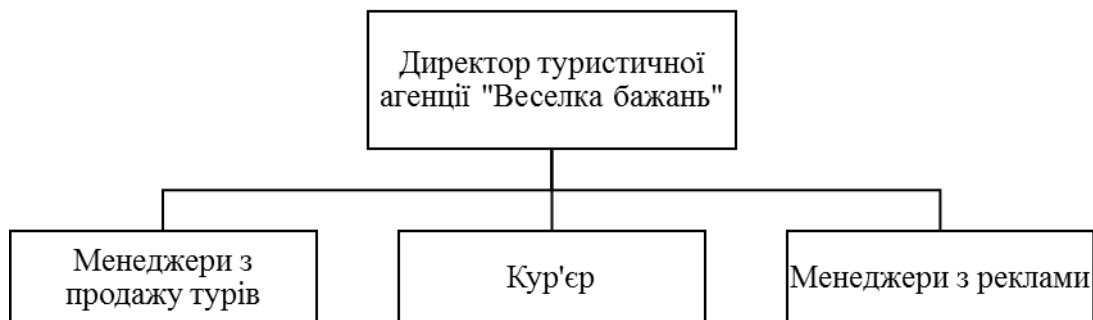 Директор туристичної
агенції "Веселка бажань"
Менеджери з
продажу турів
Кур'єр
Менеджери з реклами